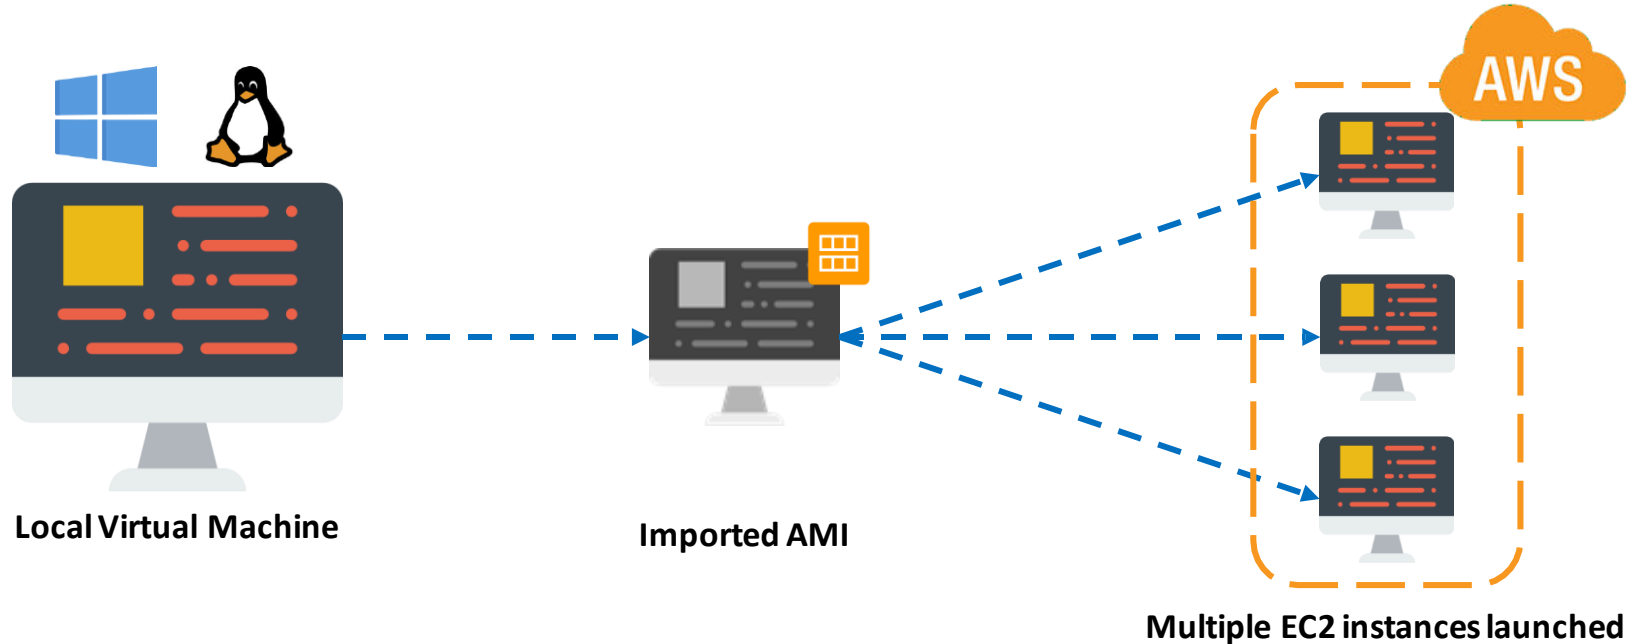 AWS
Local Virtual Machine
Imported AMI
Multiple EC2 instances launched